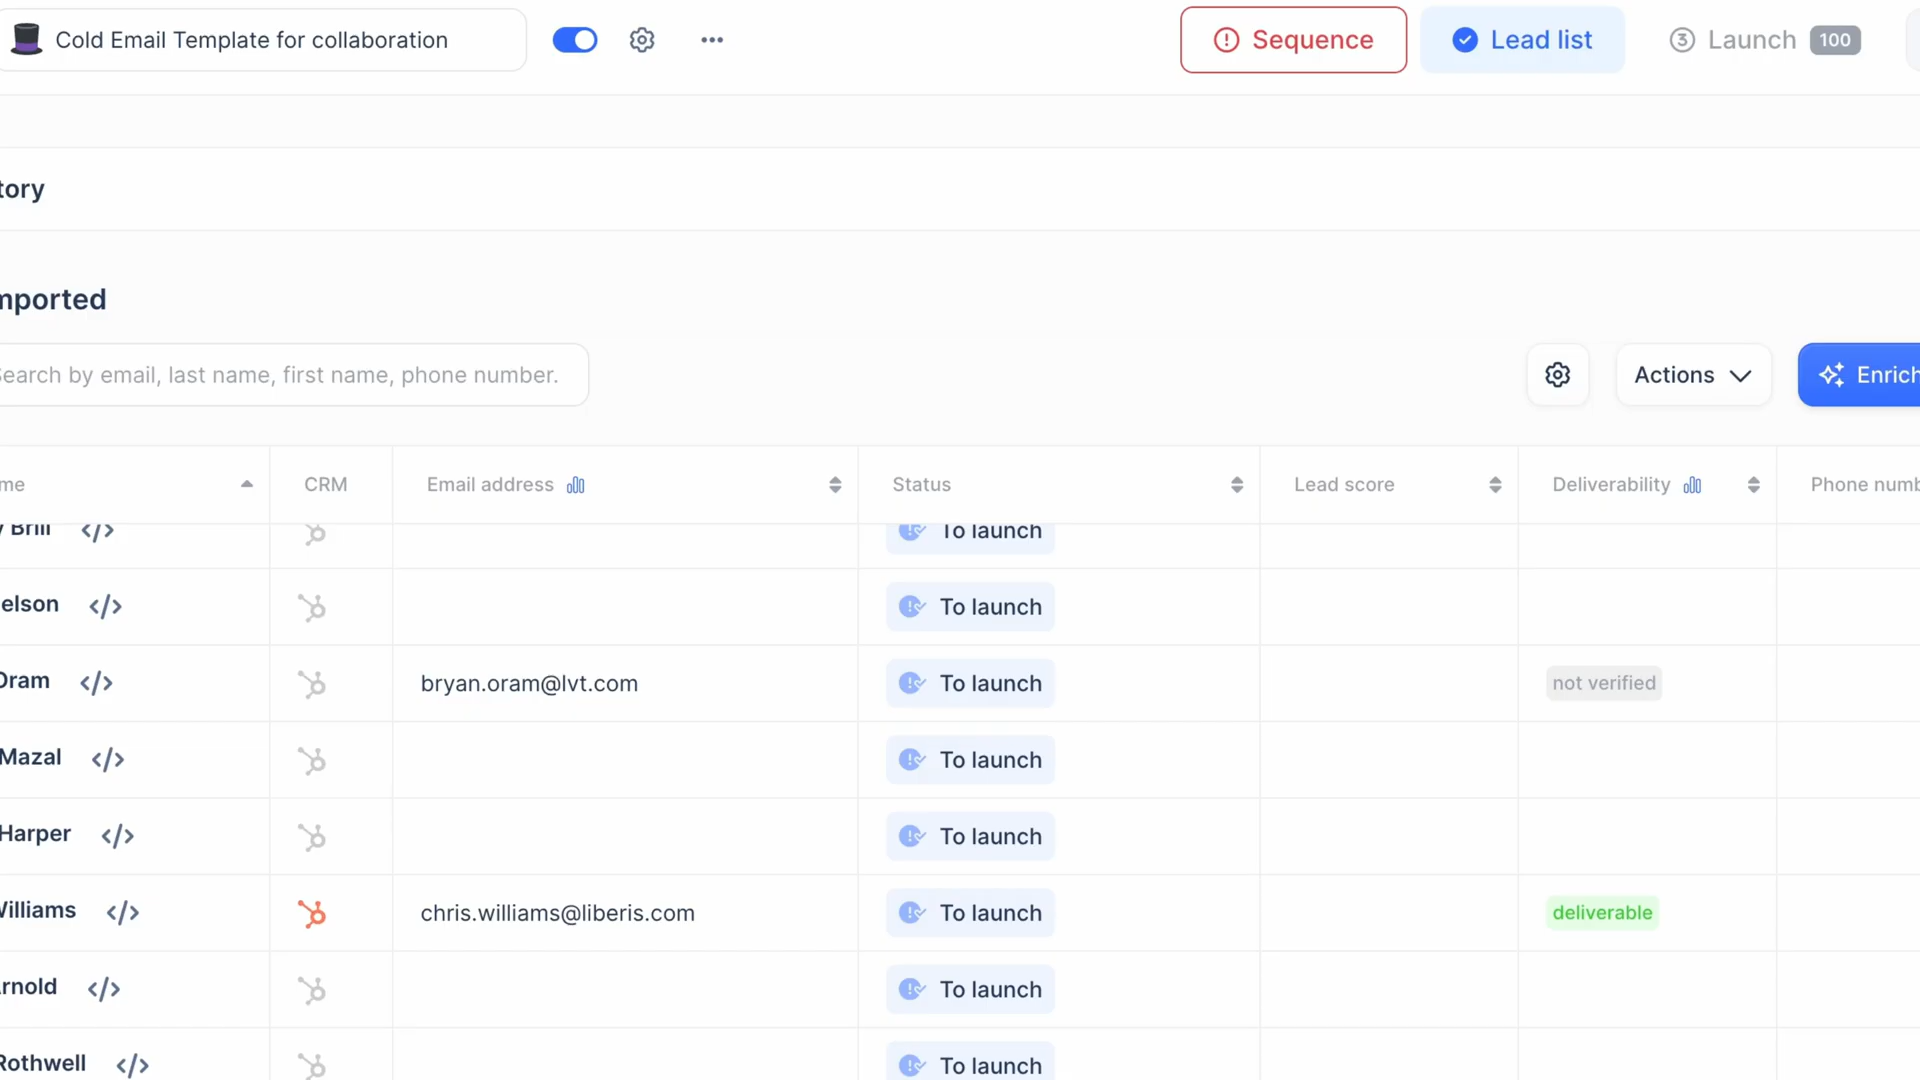 Cold Email Template for collaboration
Sequence
Lead list
3 Launch 100
tory
mported
Search by email, last name, first name, phone number.
Actions
Enrich
me
CRM
Email address
Status
Lead score
Deliverability
Phone numb
y Brill </>
To launch
elson </>
To launch
Oram </>
bryan.oram@lvt.com
To launch
not verified
Mazal </>
To launch
Harper </>
To launch
Williams </>
chris.williams@liberis.com
To launch
deliverable
rnold </>
To launch
Rothwell </>
To launch